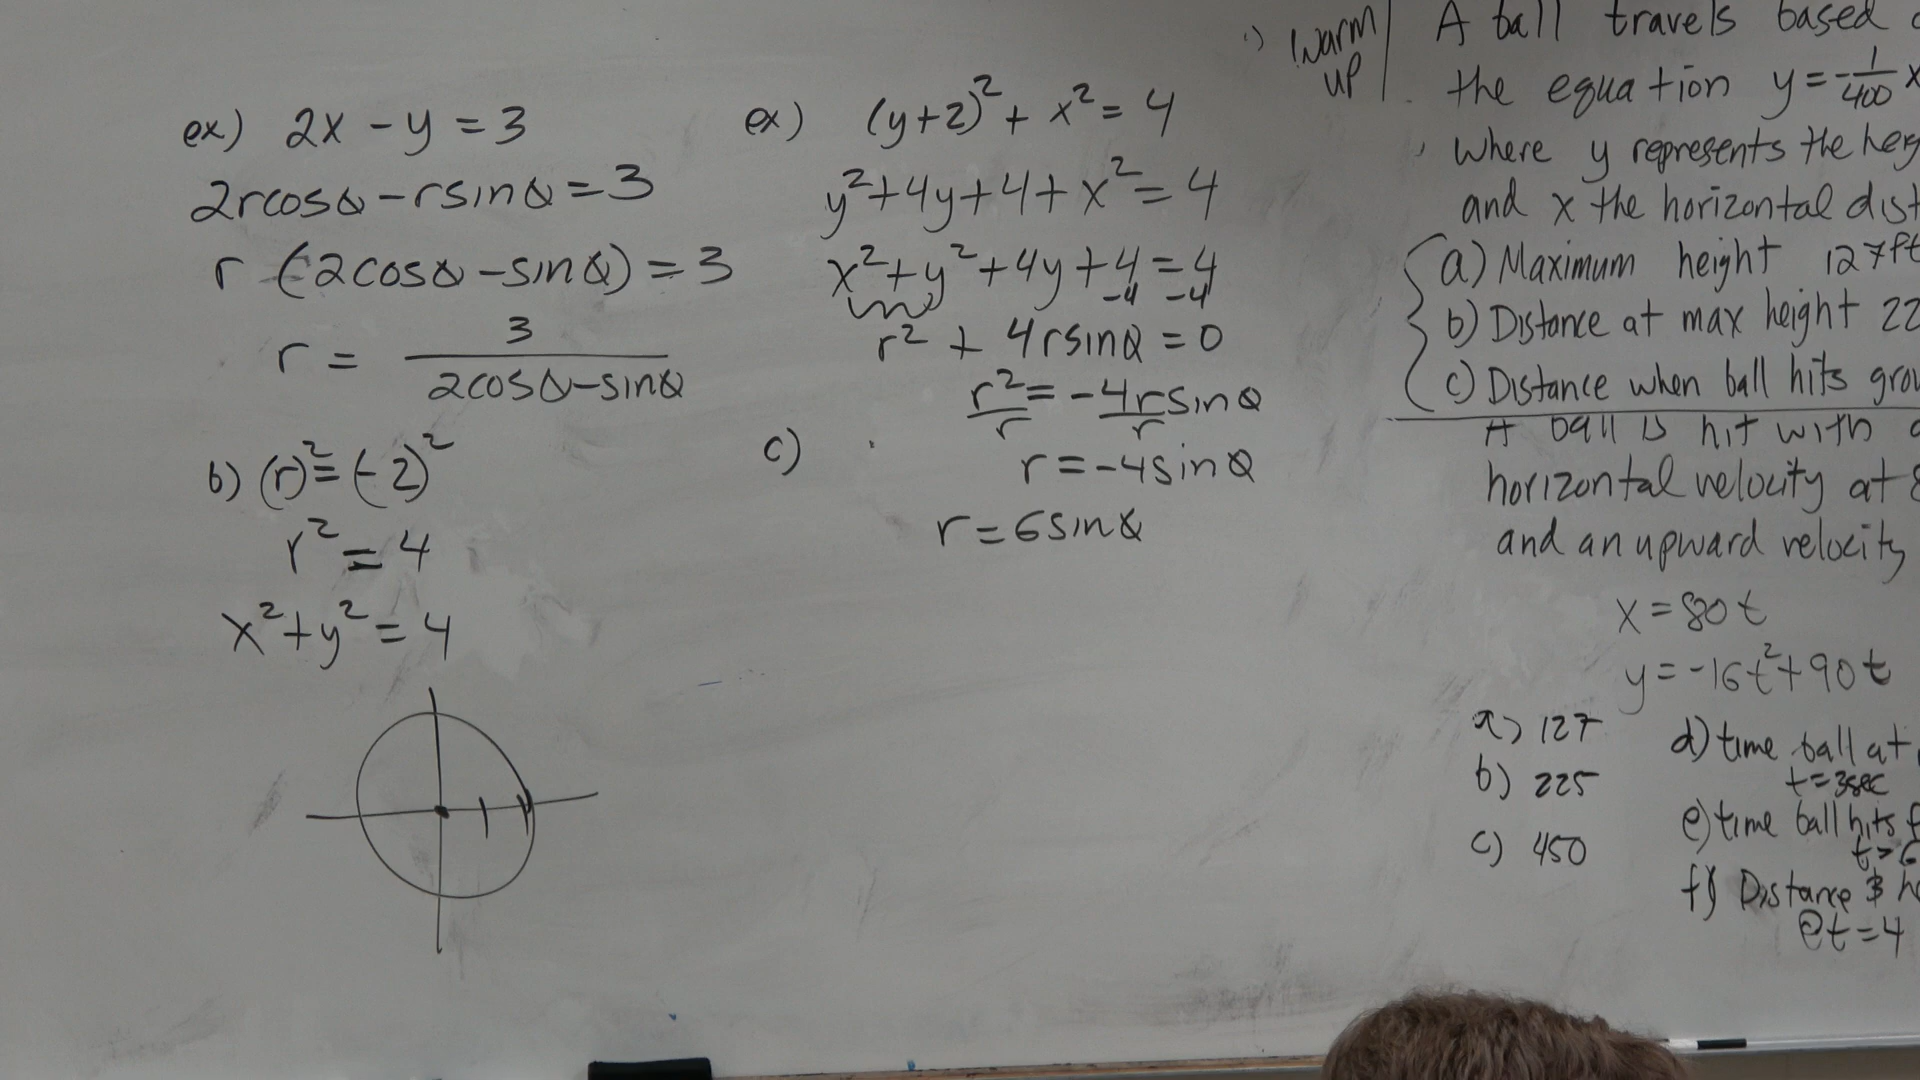 ex) 2x - y = 3
2rcosθ - rsinθ = 3
r (2cosθ - sinθ) = 3
r = 3 / (2cosθ - sinθ)
b) (r)² = (-2)²
r² = 4
x² + y² = 4
ex) (y+2)² + x² = 4
y² + 4y + 4 + x² = 4
x² + y² + 4y + 4 = 4
-4 -4
r² + 4rsinθ = 0
r²/r = -4rsinθ/r
r = -4sinθ
c)
r = 6sinθ
1) Warm up
A ball travels based
the equation y = -1/400 x
where y represents the
and x the horizontal
a) Maximum height 127ft
b) Distance at max height 22
c) Distance when ball hits
A ball is hit with a
horizontal velocity at 8
and an upward velocity
x = 80t
y = -16t² + 90t
a) 127
b) 225
c) 450
d) time ball at
t = 3sec
e) time ball hits
t >
f) Distance &
@t = 4